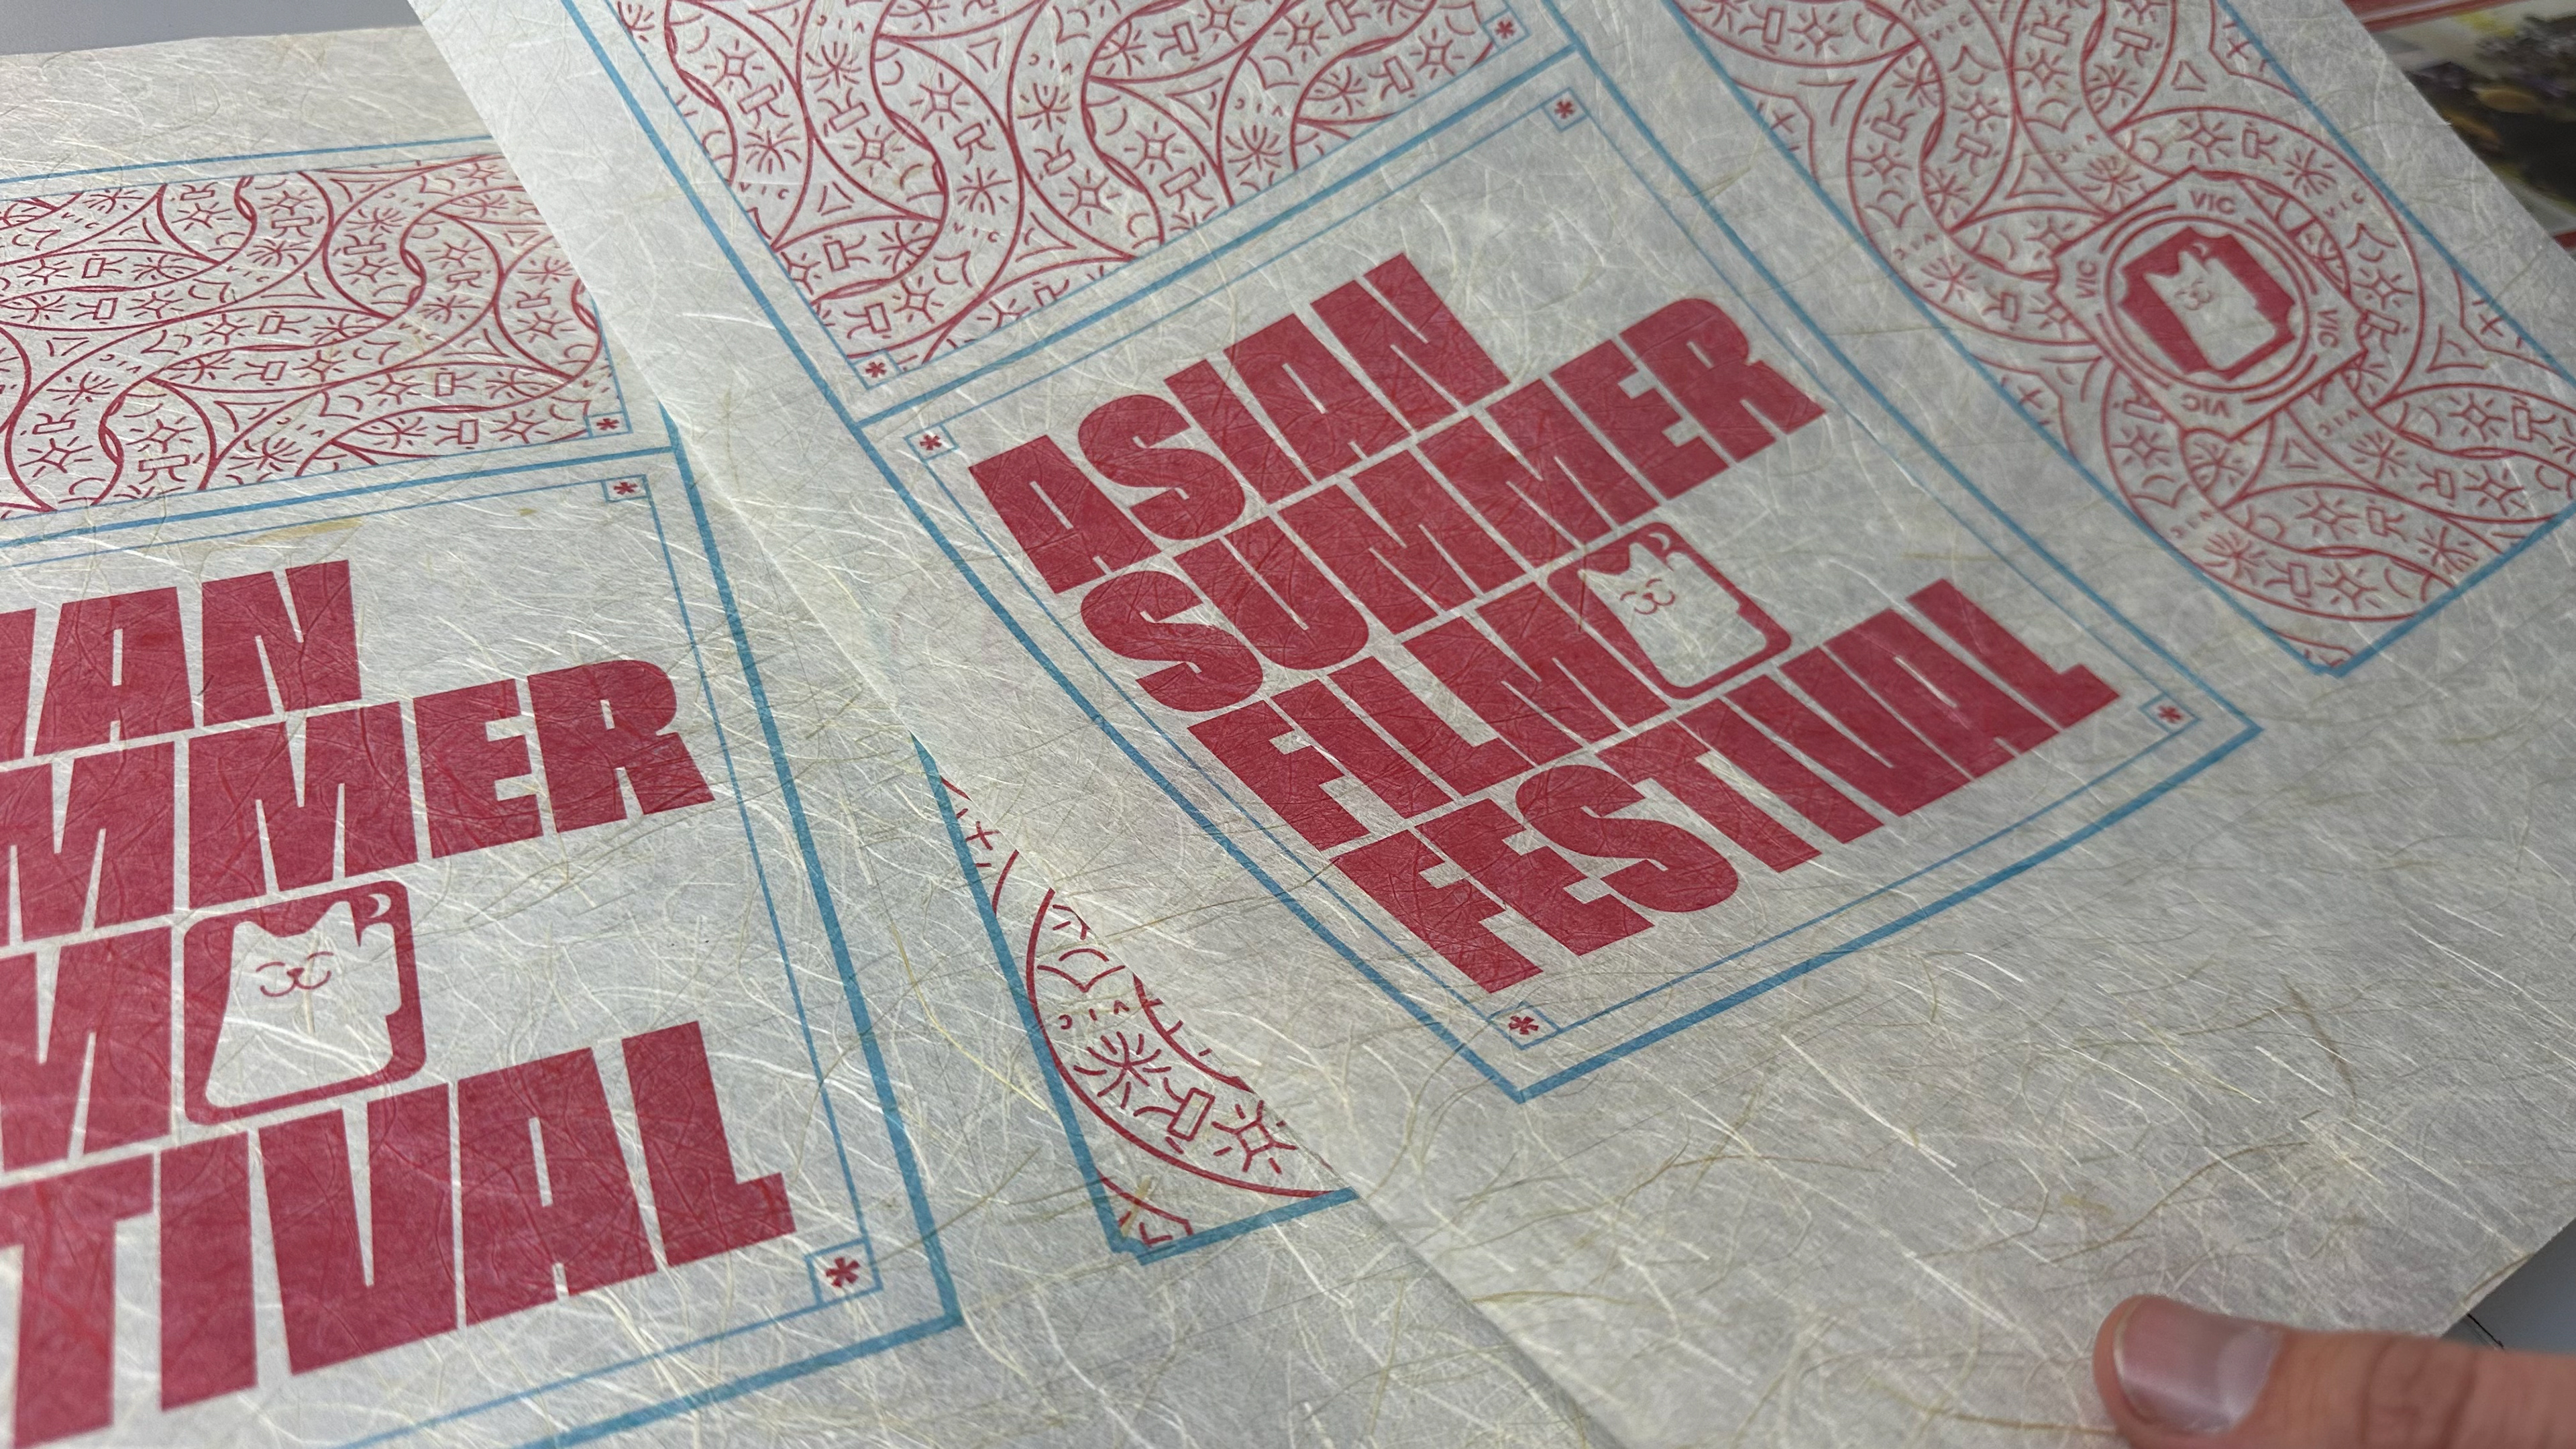 IAN
MMER
M
TIVAL
ASIAN
SUMMER
FILM
FESTIVAL
VIC
VIC
VIC
VIC